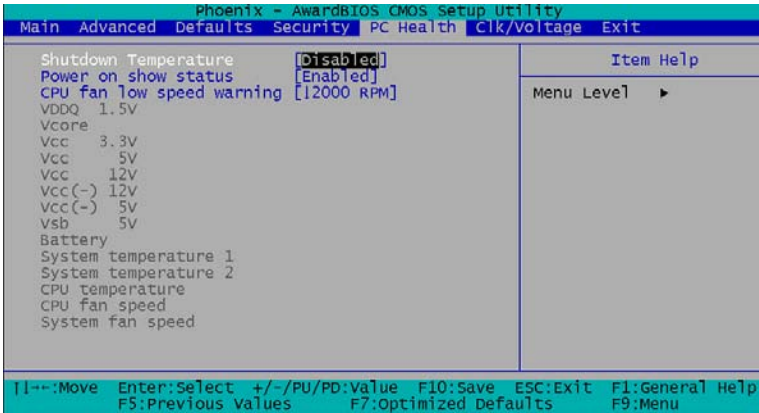 Phoenix - AwardBIOS CMOS Setup Utility
Main Advanced Defaults Security PC Health Clk/Voltage Exit
Shutdown Temperature [Disabled]
Power on show status [Enabled]
CPU fan low speed warning [12000 RPM]
VDDQ 1.5V
Vcore
Vcc 3.3V
Vcc 5V
Vcc 12V
Vcc(-) 12V
Vcc(-) 5V
Vsb 5V
Battery
System temperature 1
System temperature 2
CPU temperature
CPU fan speed
System fan speed
Item Help
Menu Level ►
↑↓→←:Move Enter:Select +/-/PU/PD:Value F10:Save ESC:Exit F1:General Help
F5:Previous Values F7:Optimized Defaults F9:Menu